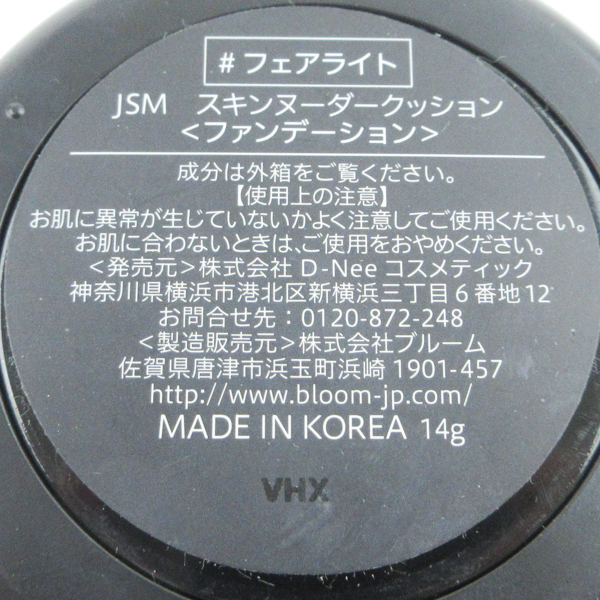 #フェアライト
JSM スキンヌーダークッション
<ファンデーション>
成分は外箱をご覧ください。
【使用上の注意】
お肌に異常が生じていないかよく注意してご使用ください。
お肌に合わないときは、ご使用をおやめください。
<発売元>株式会社 D-Nee コスメティック
神奈川県横浜市港北区新横浜三丁目6番地12
お問合せ先：0120-872-248
<製造販売元>株式会社ブルーム
佐賀県唐津市浜玉町浜崎 1901-457
http://www.bloom-jp.com/
MADE IN KOREA 14g
VHX